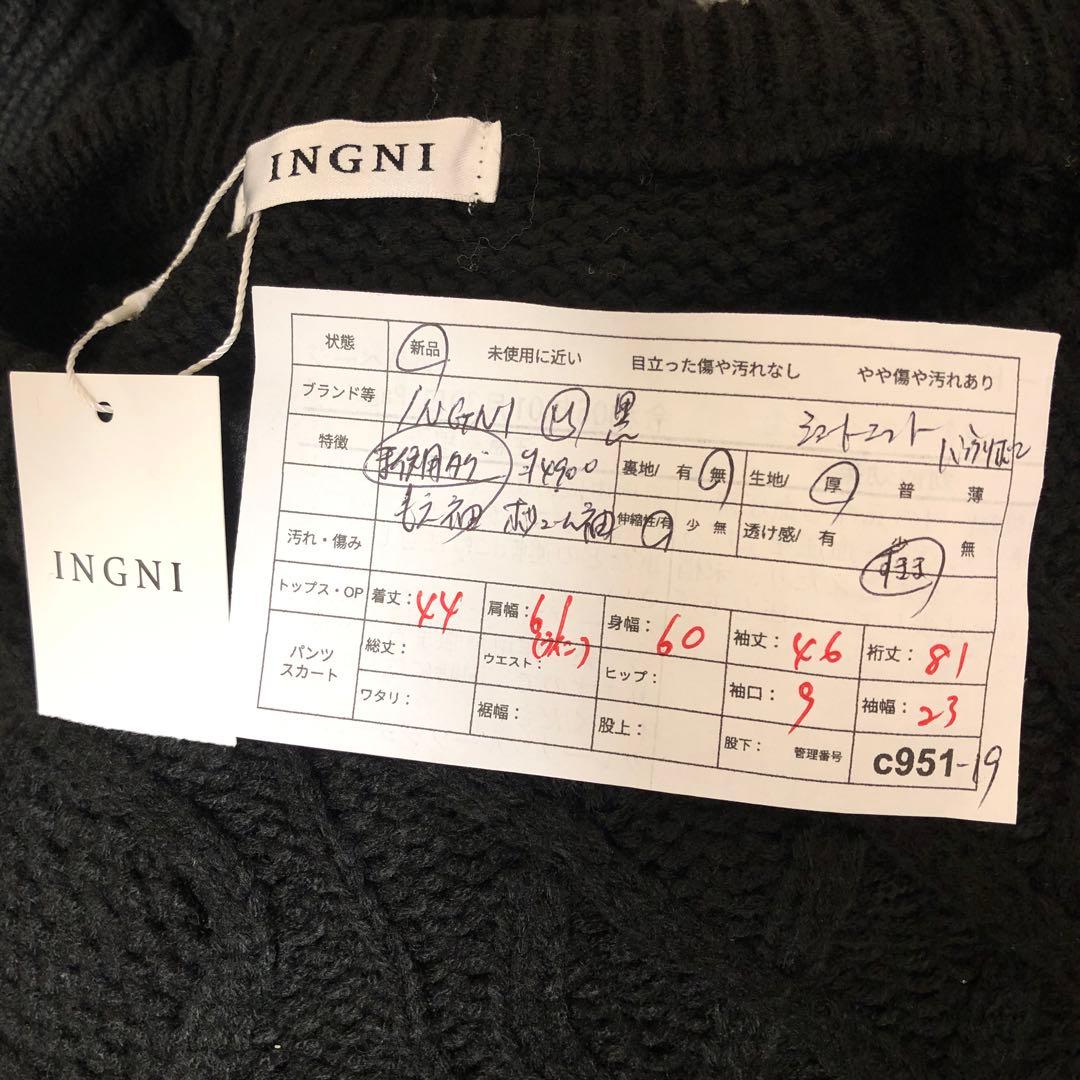 INGNI
INGNI
状態 新品 未使用に近い 目立った傷や汚れなし やや傷や汚れあり
ブランド等 INGNI M 黒 ショートニット
特徴 未使用タグ ¥4900 裏地/ 有 無 生地/ 厚 普 薄
ボリューム袖 伸縮性/有 少 無 透け感/ 有 少 無
汚れ・傷み
トップス・OP 着丈：44 肩幅：61 身幅：60 袖丈：46 裄丈：81
パンツ スカート 総丈： ウエスト： ヒップ： 袖口：9 袖幅：23
ワタリ： 裾幅： 股上： 股下： 管理番号 c951-19